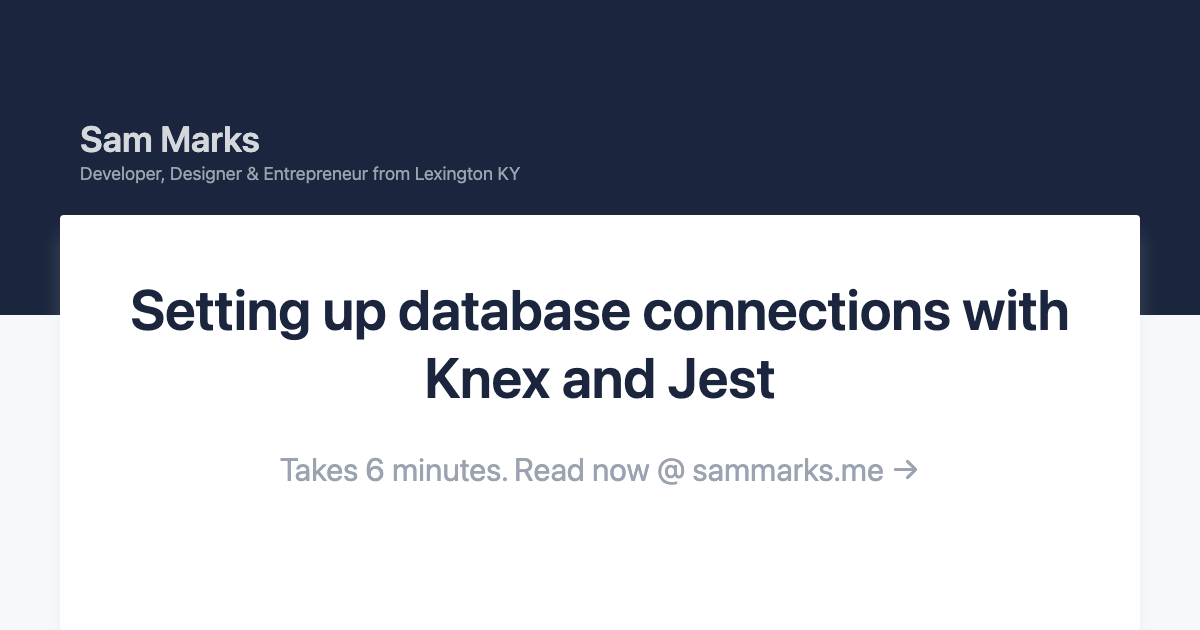 Sam Marks
Developer, Designer & Entrepreneur from Lexington KY
Setting up database connections with
Knex and Jest
Takes 6 minutes. Read now @ sammarks.me →